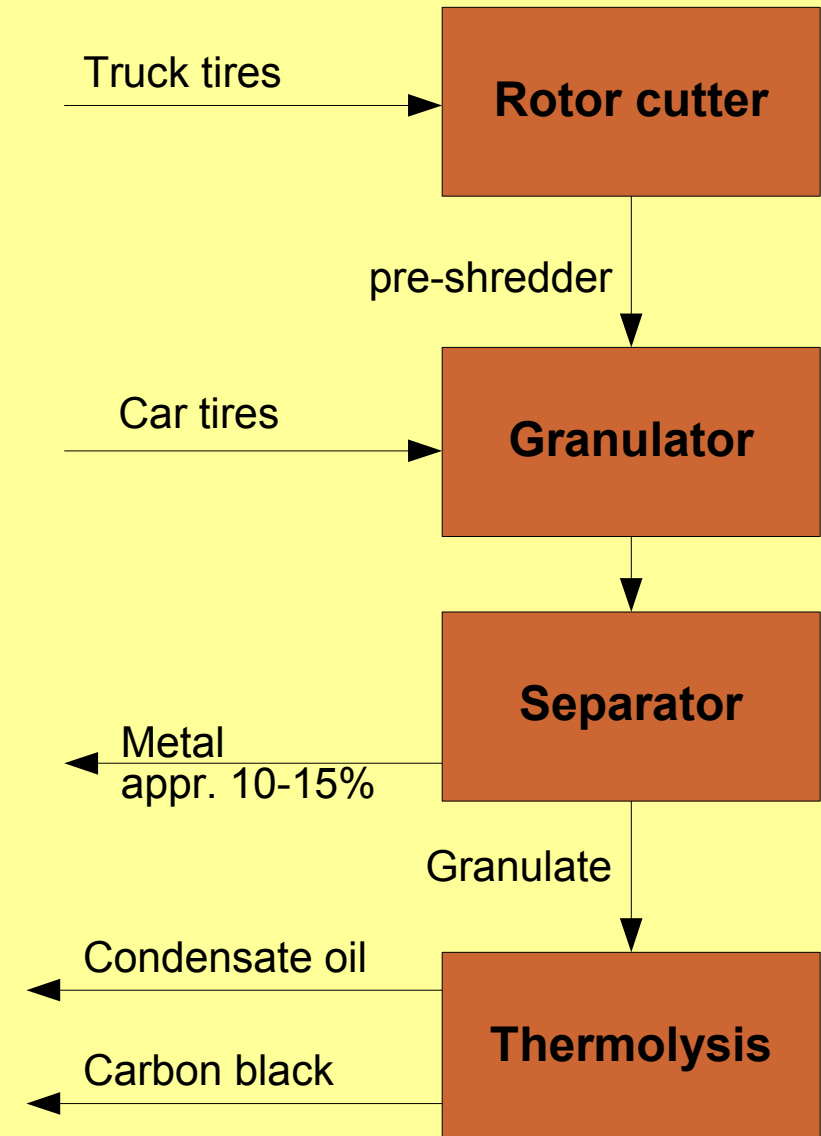 Truck tires
Rotor cutter
pre-shredder
Car tires
Granulator
Separator
Metal
appr. 10-15%
Granulate
Condensate oil
Thermolysis
Carbon black